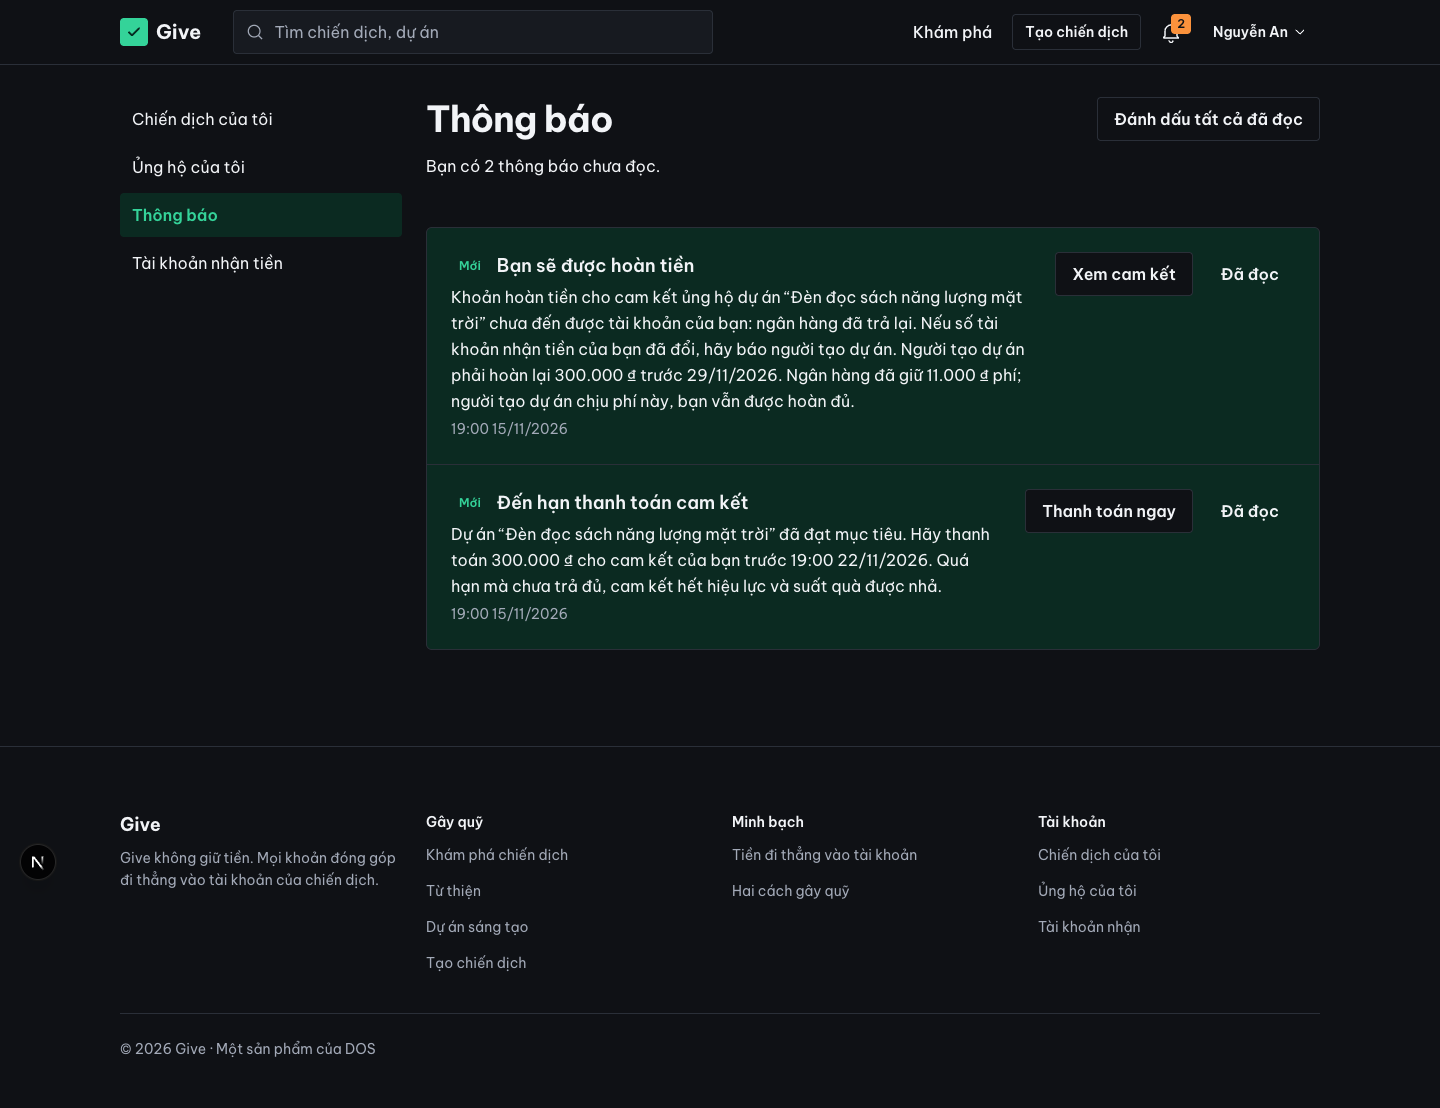 Give
Tìm chiến dịch, dự án
Khám phá
Tạo chiến dịch
2
Nguyễn An
Chiến dịch của tôi
Ủng hộ của tôi
Thông báo
Tài khoản nhận tiền
Thông báo
Đánh dấu tất cả đã đọc
Bạn có 2 thông báo chưa đọc.
Mới Bạn sẽ được hoàn tiền
Khoản hoàn tiền cho cam kết ủng hộ dự án “Đèn đọc sách năng lượng mặt
trời” chưa đến được tài khoản của bạn: ngân hàng đã trả lại. Nếu số tài
khoản nhận tiền của bạn đã đổi, hãy báo người tạo dự án. Người tạo dự án
phải hoàn lại 300.000 ₫ trước 29/11/2026. Ngân hàng đã giữ 11.000 ₫ phí;
người tạo dự án chịu phí này, bạn vẫn được hoàn đủ.
19:00 15/11/2026
Xem cam kết
Đã đọc
Mới Đến hạn thanh toán cam kết
Dự án “Đèn đọc sách năng lượng mặt trời” đã đạt mục tiêu. Hãy thanh
toán 300.000 ₫ cho cam kết của bạn trước 19:00 22/11/2026. Quá
hạn mà chưa trả đủ, cam kết hết hiệu lực và suất quà được nhả.
19:00 15/11/2026
Thanh toán ngay
Đã đọc
Give
Give không giữ tiền. Mọi khoản đóng góp
đi thẳng vào tài khoản của chiến dịch.
N
Gây quỹ
Khám phá chiến dịch
Từ thiện
Dự án sáng tạo
Tạo chiến dịch
Minh bạch
Tiền đi thẳng vào tài khoản
Hai cách gây quỹ
Tài khoản
Chiến dịch của tôi
Ủng hộ của tôi
Tài khoản nhận
© 2026 Give · Một sản phẩm của DOS